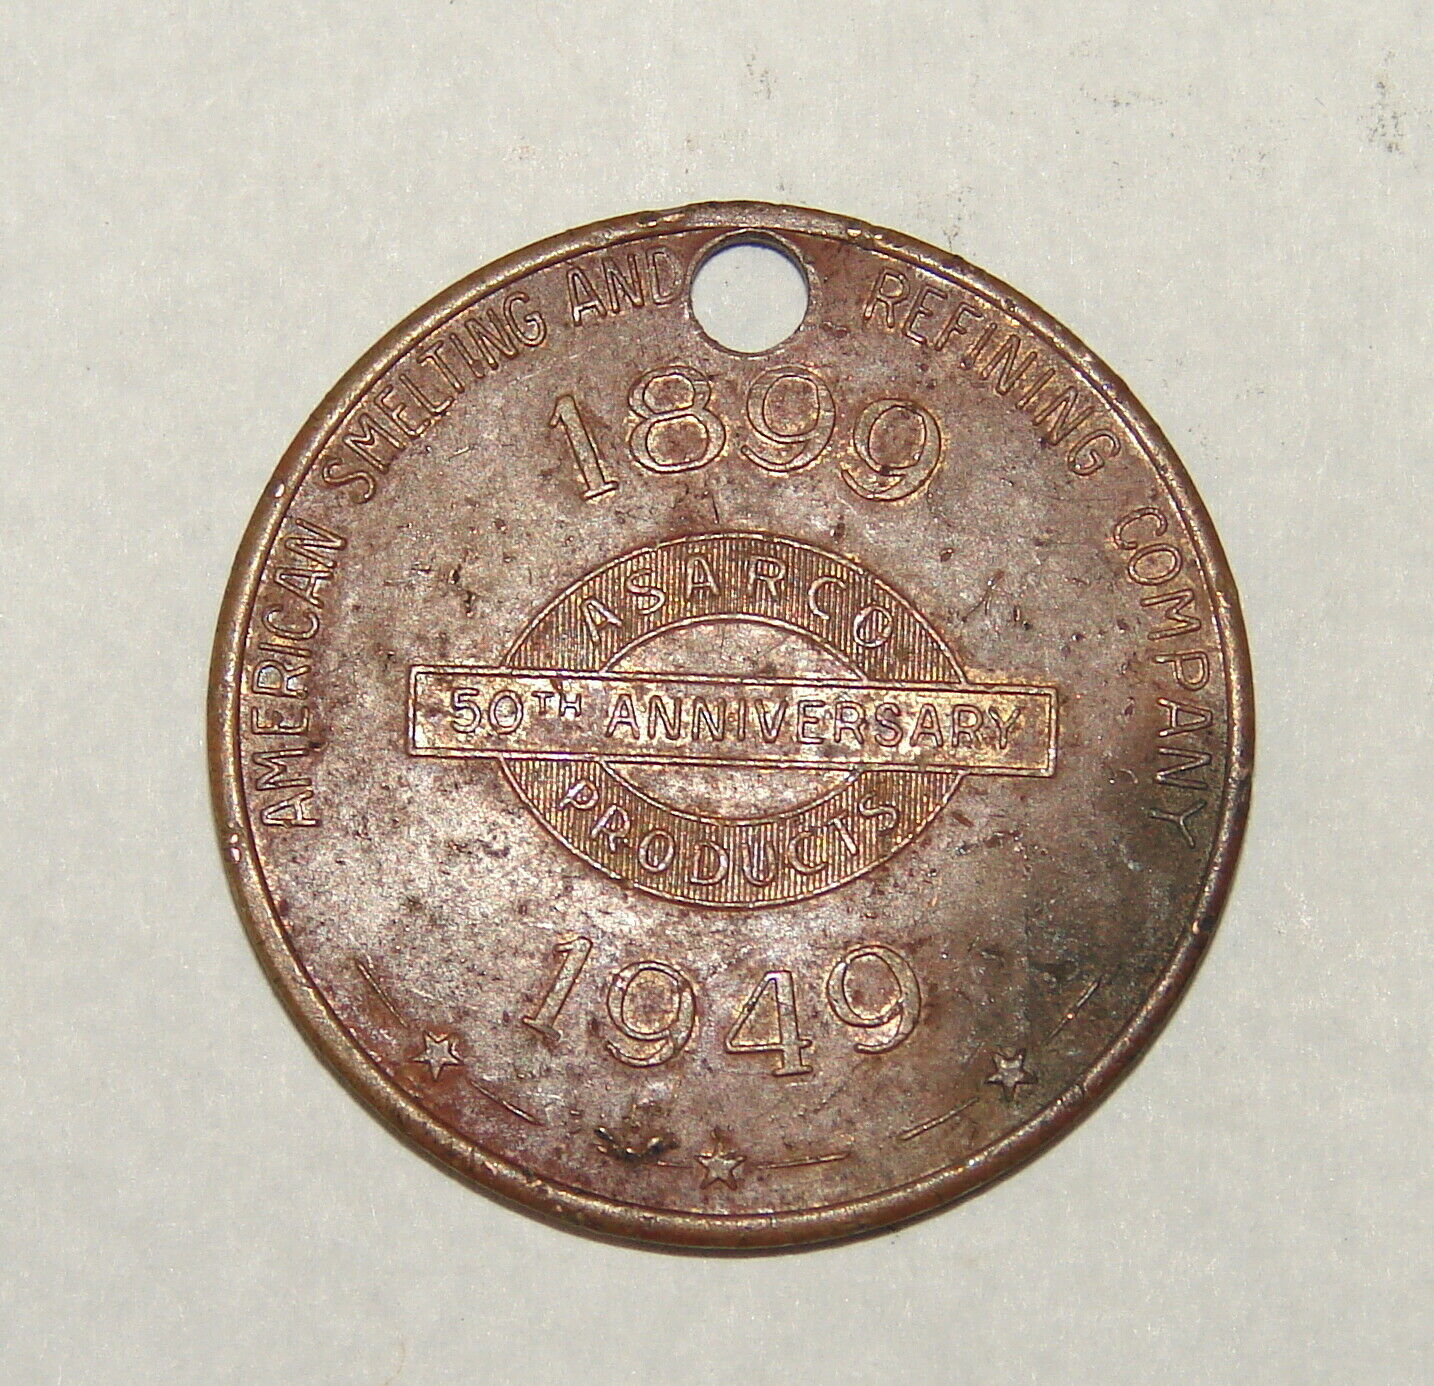 AMERICAN SMELTING AND REFINING COMPANY
1899
ASARCO
50TH ANNIVERSARY
PRODUCTS
1949